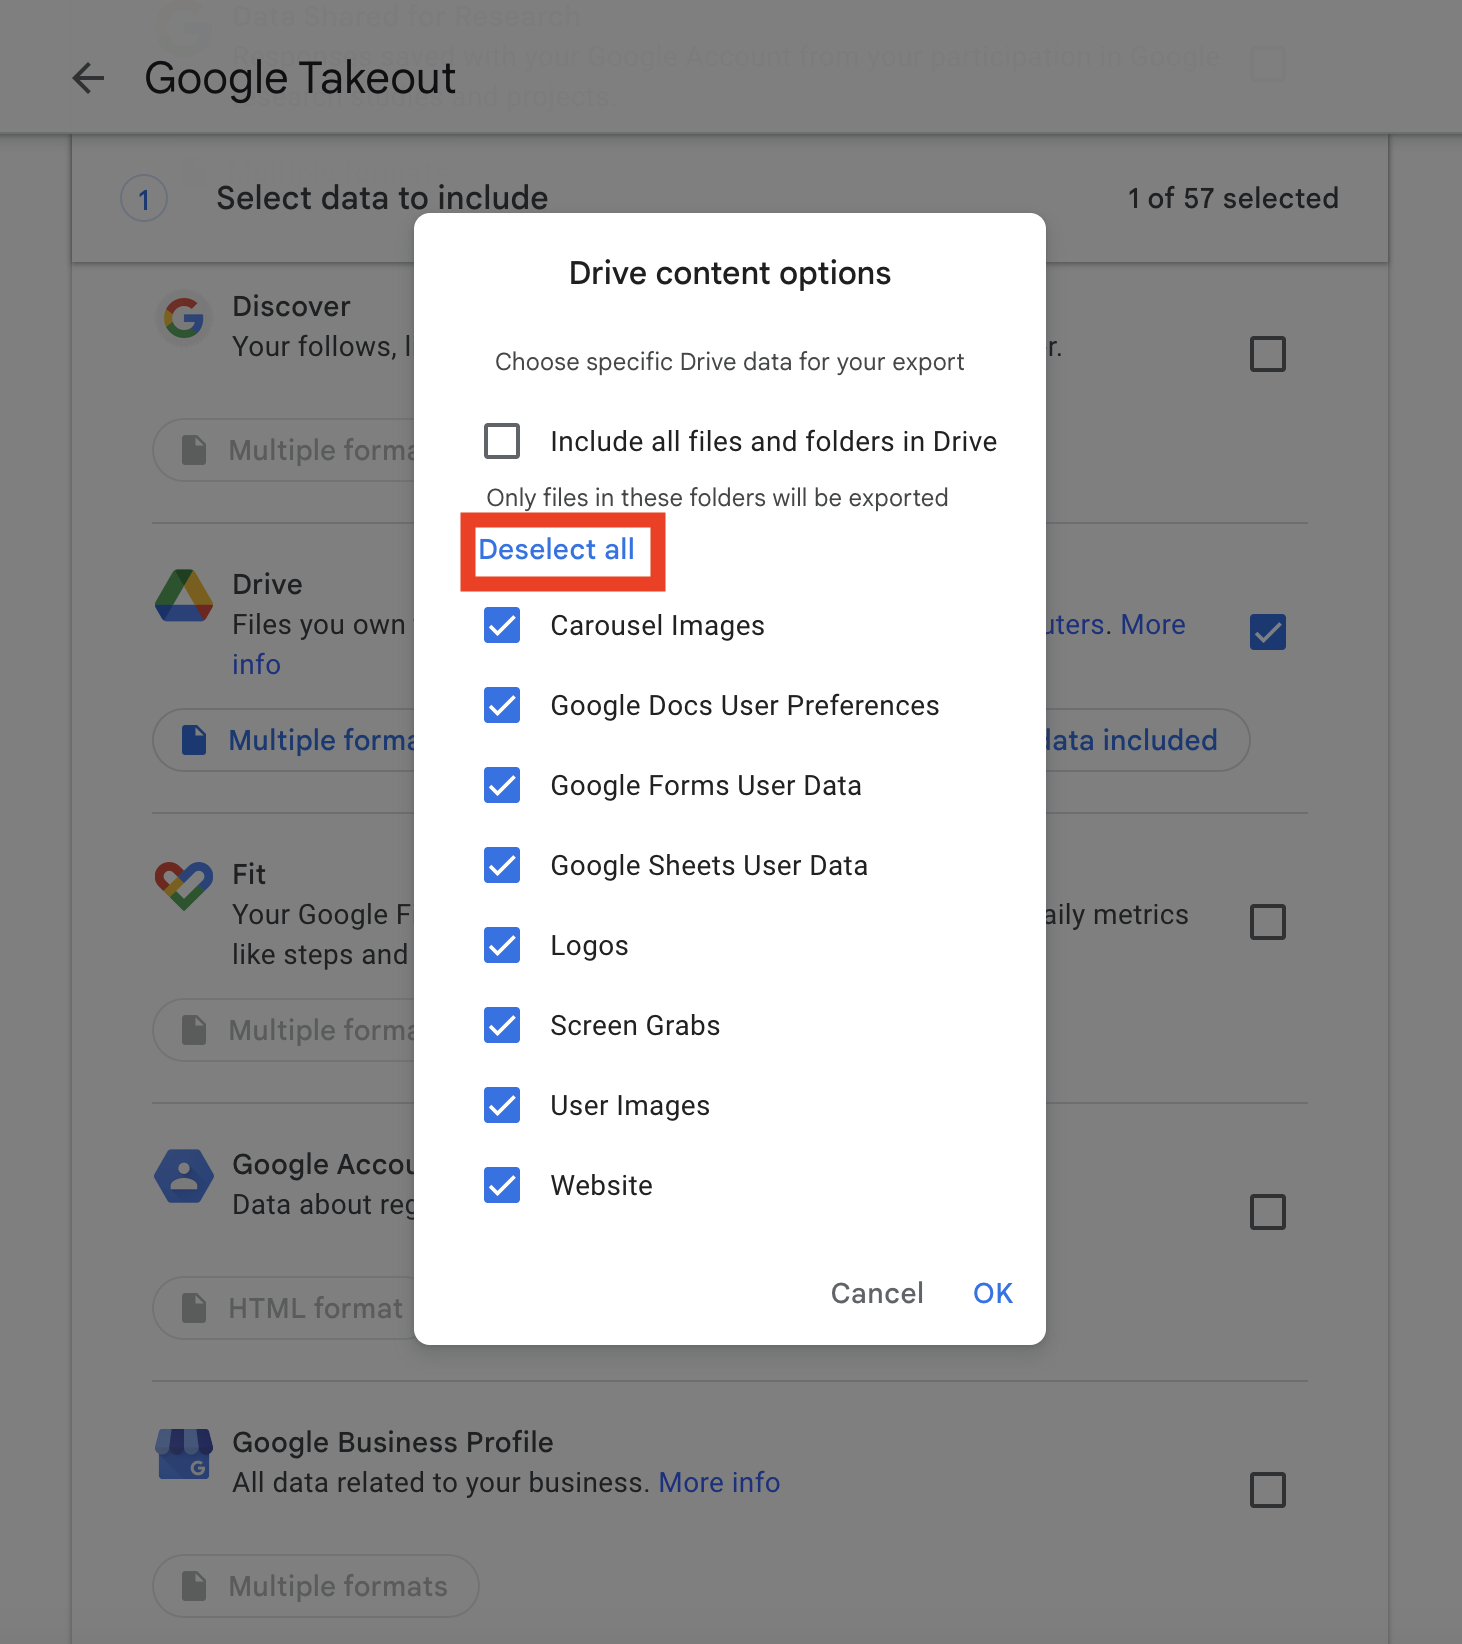 Data Shared for Research
Responses saved with your Google Account from your participation in Google
Google Takeout
research studies and projects
1 Select data to include 1 of 57 selected
Drive content options
Discover
Your follows, r.
Choose specific Drive data for your export
Include all files and folders in Drive
Multiple forma
Only files in these folders will be exported
Deselect all
Drive
Files you own uters. More
info
Carousel Images
Google Docs User Preferences
Multiple forma data included
Google Forms User Data
Google Sheets User Data
Fit
Your Google F aily metrics
like steps and
Logos
Multiple forma
Screen Grabs
User Images
Google Accou
Data about reg
Website
HTML format
Cancel OK
Google Business Profile
All data related to your business. More info
Multiple formats